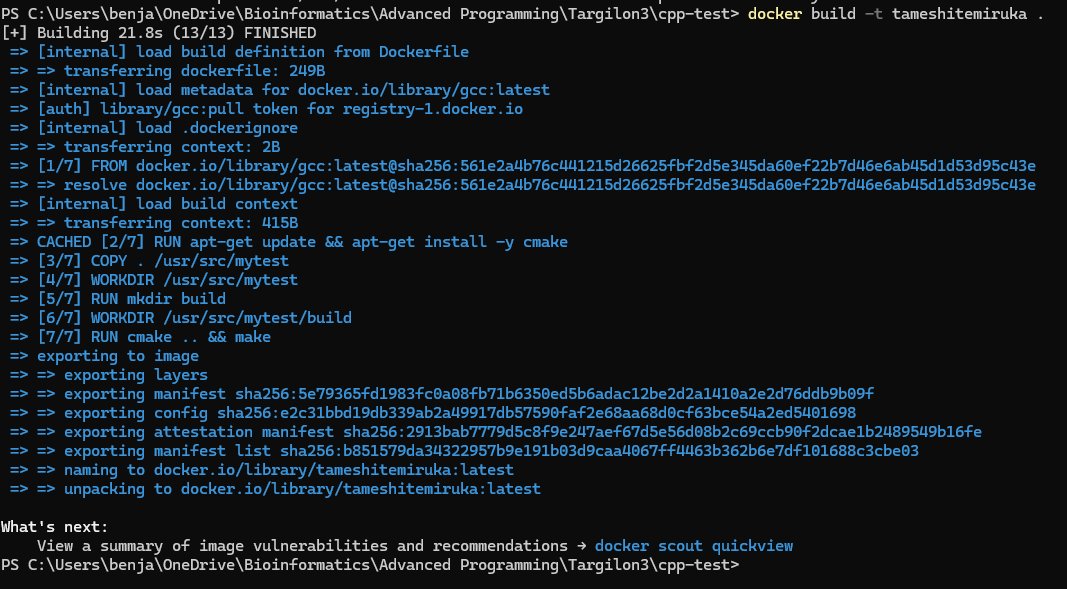 PS C:\Users\benja\OneDrive\Bioinformatics\Advanced Programming\Targilon3\cpp-test> docker build -t tameshitemiruka .
[+] Building 21.8s (13/13) FINISHED
=> [internal] load build definition from Dockerfile
=> => transferring dockerfile: 249B
=> [internal] load metadata for docker.io/library/gcc:latest
=> [auth] library/gcc:pull token for registry-1.docker.io
=> [internal] load .dockerignore
=> => transferring context: 2B
=> [1/7] FROM docker.io/library/gcc:latest@sha256:561e2a4b76c441215d26625fbf2d5e345da60ef22b7d46e6ab45d1d53d95c43e
=> => resolve docker.io/library/gcc:latest@sha256:561e2a4b76c441215d26625fbf2d5e345da60ef22b7d46e6ab45d1d53d95c43e
=> [internal] load build context
=> => transferring context: 415B
=> CACHED [2/7] RUN apt-get update && apt-get install -y cmake
=> [3/7] COPY . /usr/src/mytest
=> [4/7] WORKDIR /usr/src/mytest
=> [5/7] RUN mkdir build
=> [6/7] WORKDIR /usr/src/mytest/build
=> [7/7] RUN cmake .. && make
=> exporting to image
=> => exporting layers
=> => exporting manifest sha256:5e79365fd1983fc0a08fb71b6350ed5b6adac12be2d2a1410a2e2d76ddb9b09f
=> => exporting config sha256:e2c31bbd19db339ab2a49917db57590faf2e68aa68d0cf63bce54a2ed5401698
=> => exporting attestation manifest sha256:2913bab7779d5c8f9e247aef67d5e56d08b2c69ccb90f2dcae1b2489549b16fe
=> => exporting manifest list sha256:b851579da34322957b9e191b03d9caa4067ff4463b362b6e7df101688c3cbe03
=> => naming to docker.io/library/tameshitemiruka:latest
=> => unpacking to docker.io/library/tameshitemiruka:latest
What's next:
View a summary of image vulnerabilities and recommendations → docker scout quickview
PS C:\Users\benja\OneDrive\Bioinformatics\Advanced Programming\Targilon3\cpp-test>